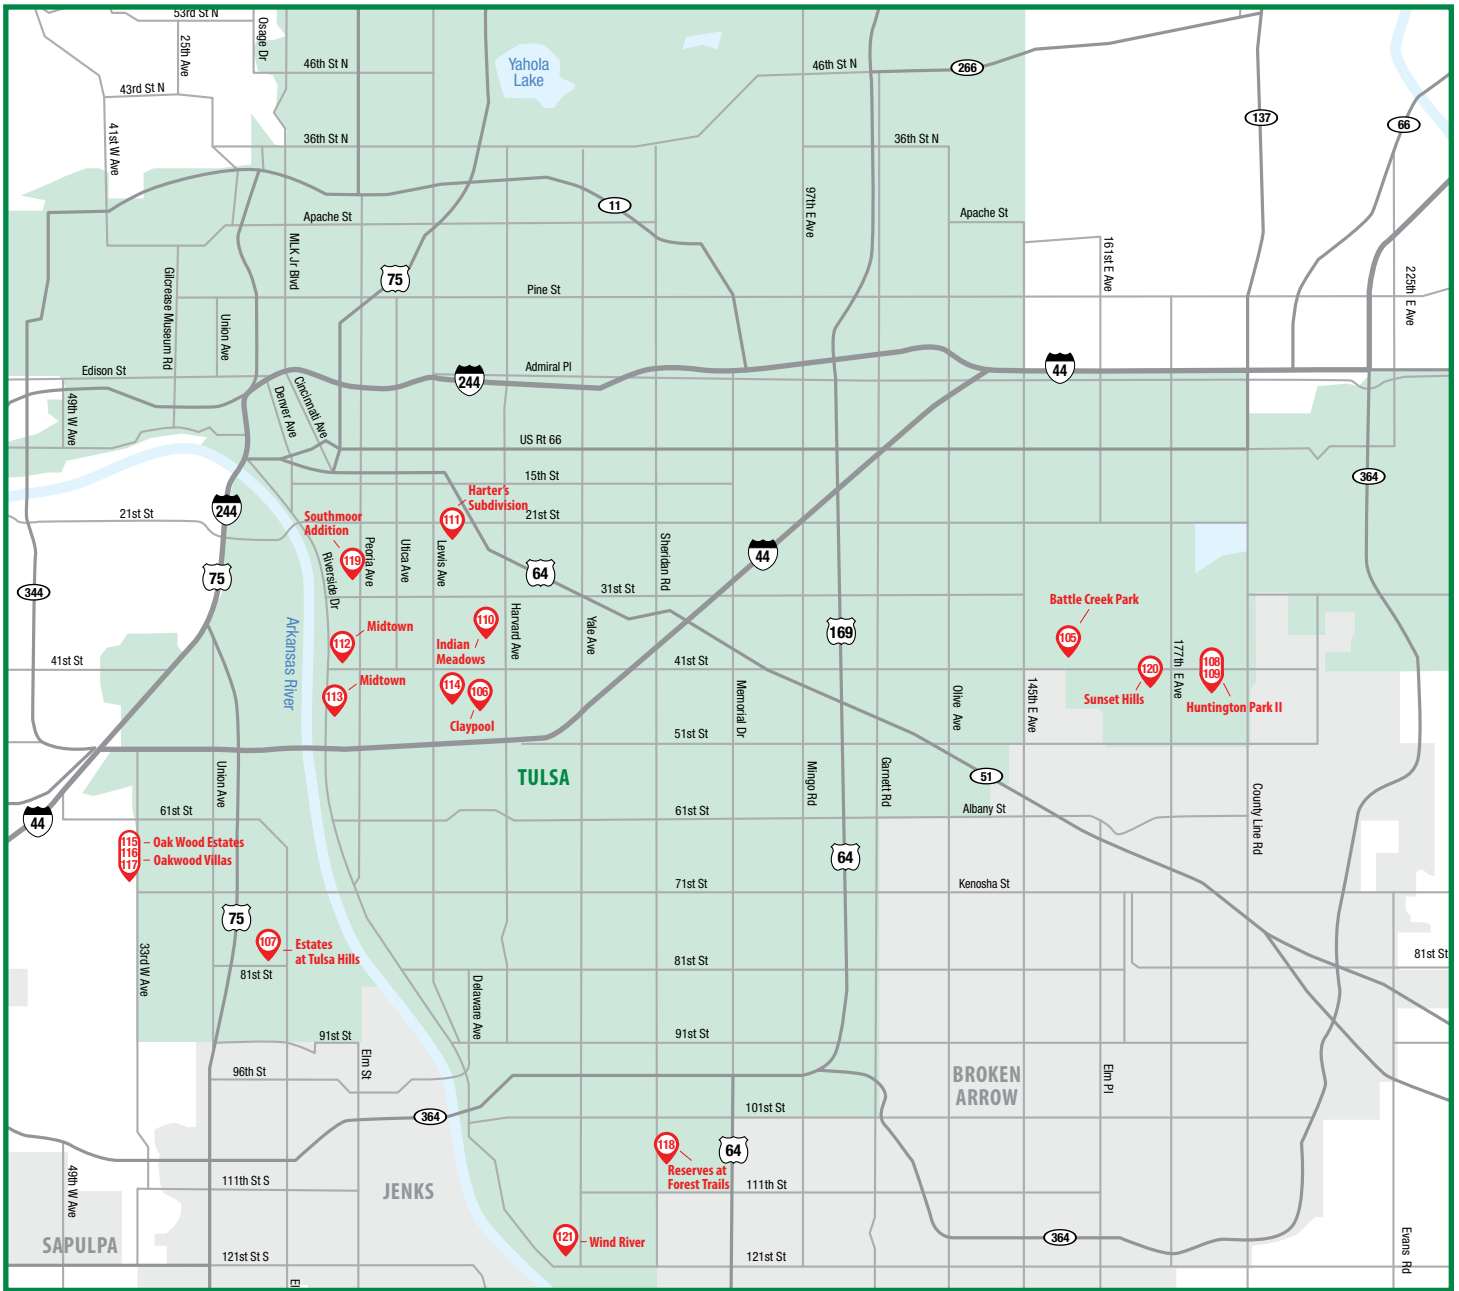 53rd St N
25th Ave
Osage Dr
46th St N
Yahola
Lake
46th St N
266
43rd St N
137
66
41st W Ave
36th St N
36th St N
11
97th E Ave
Apache St
Apache St
MLK Jr Blvd
161st E Ave
75
Gilcrease Museum Rd
225th E Ave
Pine St
Union Ave
Edison St
Admiral Pl
244
44
Denver Ave
Cincinnati Ave
49th W Ave
US Rt 66
15th St
364
Harter's
Subdivision
111
21st St
244
Southmoor
Addition
21st St
119
Riverside Dr
Peoria Ave
Utica Ave
Lewis Ave
Sheridan Rd
44
75
64
344
31st St
Battle Creek Park
105
Arkansas River
Midtown
112
110
Indian
Meadows
Harvard Ave
Yale Ave
169
177th E Ave
41st St
41st St
120
Sunset Hills
108
109
Huntington Park II
Midtown
113
114
106
Claypool
Memorial Dr
Olive Ave
145th E Ave
51st St
TULSA
51
Union Ave
Mingo Rd
Garnett Rd
County Line Rd
61st St
61st St
Albany St
44
115
116
117
Oak Wood Estates
Oakwood Villas
64
71st St
Kenosha St
75
107
Estates
at Tulsa Hills
33rd W Ave
81st St
81st St
81st St
Delaware Ave
91st St
91st St
Elm St
96th St
BROKEN
ARROW
Elm Pl
364
101st St
118
Reserves at
Forest Trails
64
49th W Ave
111th St S
JENKS
111th St
121
Wind River
364
SAPULPA
121st St S
121st St
Evans Rd
El